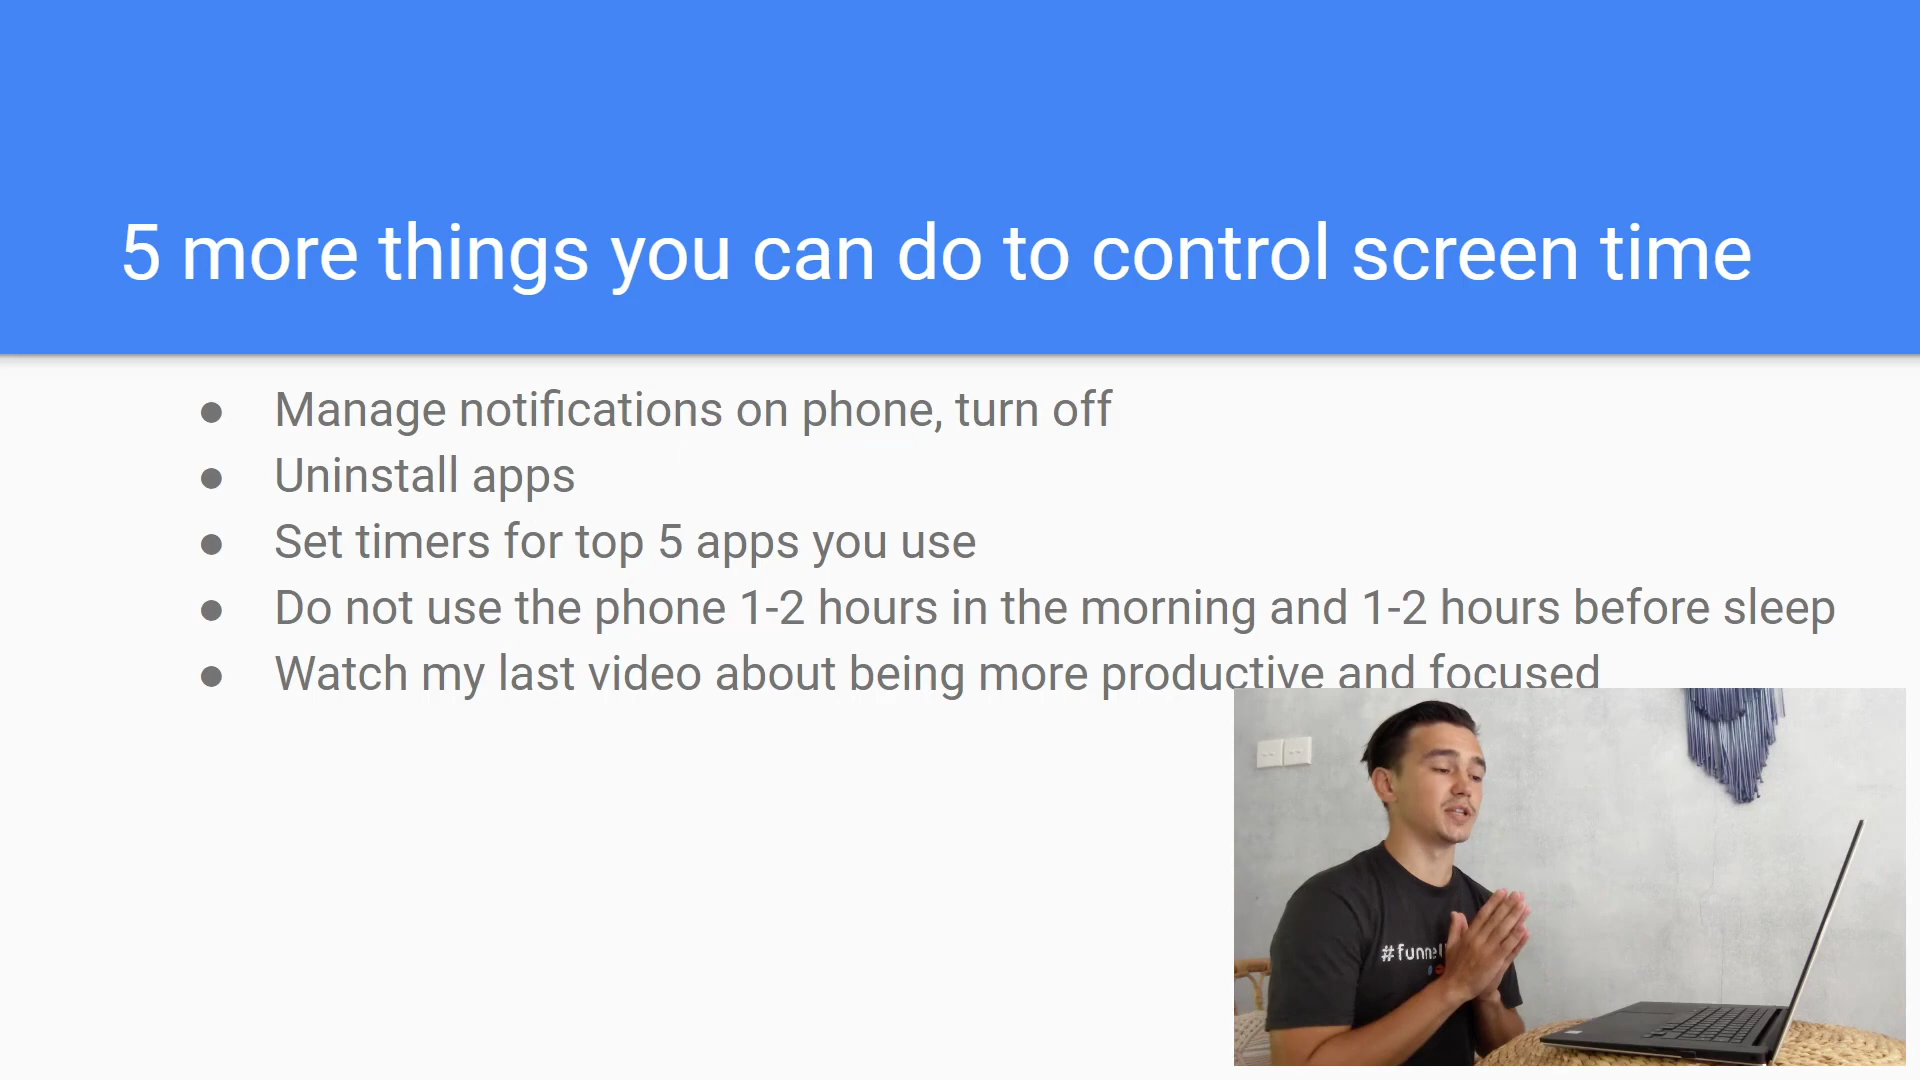 5 more things you can do to control screen time
● Manage notifications on phone, turn off
● Uninstall apps
● Set timers for top 5 apps you use
● Do not use the phone 1-2 hours in the morning and 1-2 hours before sleep
● Watch my last video about being more productive and focused
#funnel